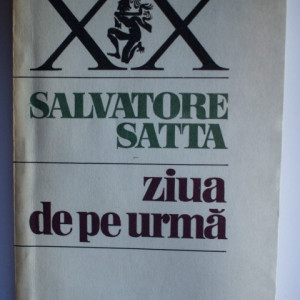 XX
SALVATORE
SATTA
ziua
de pe urmă